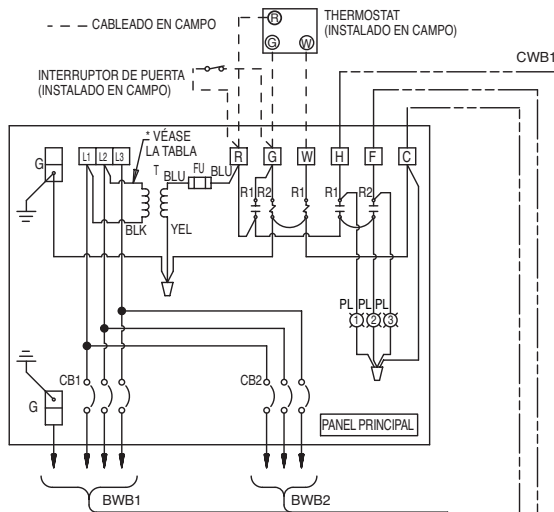 CABLEADO EN CAMPO
THERMOSTAT
(INSTALADO EN CAMPO)
R
G
W
INTERRUPTOR DE PUERTA
(INSTALADO EN CAMPO)
CWB1
G
L1 L2 L3
* VÉASE
LA TABLA
T
BLU
FU
BLU
R
G
W
H
F
C
R1 R2 R1 R1 R2
BLK
YEL
PL PL PL
1 2 3
CB1
CB2
G
PANEL PRINCIPAL
BWB1
BWB2